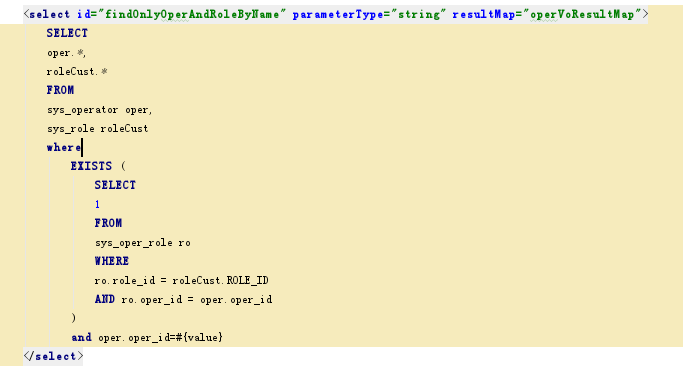 <select id="findOnlyOperAndRoleByName" parameterType="string" resultMap="operVoResultMap">
SELECT
oper.*,
roleCust.*
FROM
sys_operator oper,
sys_role roleCust
where
EXISTS (
SELECT
1
FROM
sys_oper_role ro
WHERE
ro.role_id = roleCust.ROLE_ID
AND ro.oper_id = oper.oper_id
)
and oper.oper_id=#{value}
</select>